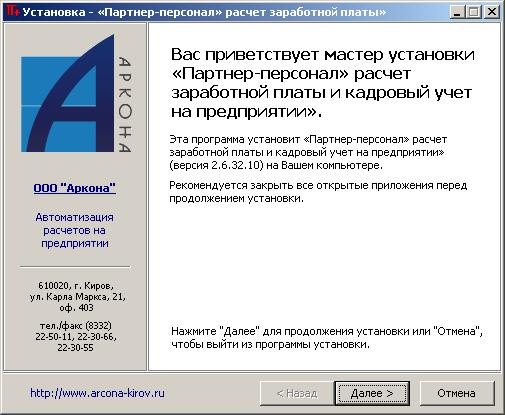 Установка - «Партнер-персонал» расчет заработной платы»
АРКОНА
ООО "Аркона"
Автоматизация
расчетов на
предприятии
610020, г. Киров,
ул. Карла Маркса, 21,
оф. 403
тел./факс (8332)
22-50-11, 22-30-66,
22-30-55
Вас приветствует мастер установки
«Партнер-персонал» расчет
заработной платы и кадровый учет
на предприятии».
Эта программа установит «Партнер-персонал» расчет
заработной платы и кадровый учет на предприятии»
(версия 2.6.32.10) на Вашем компьютере.
Рекомендуется закрыть все открытые приложения перед
продолжением установки.
Нажмите "Далее" для продолжения установки или "Отмена",
чтобы выйти из программы установки.
http://www.arcona-kirov.ru
< Назад
Далее >
Отмена